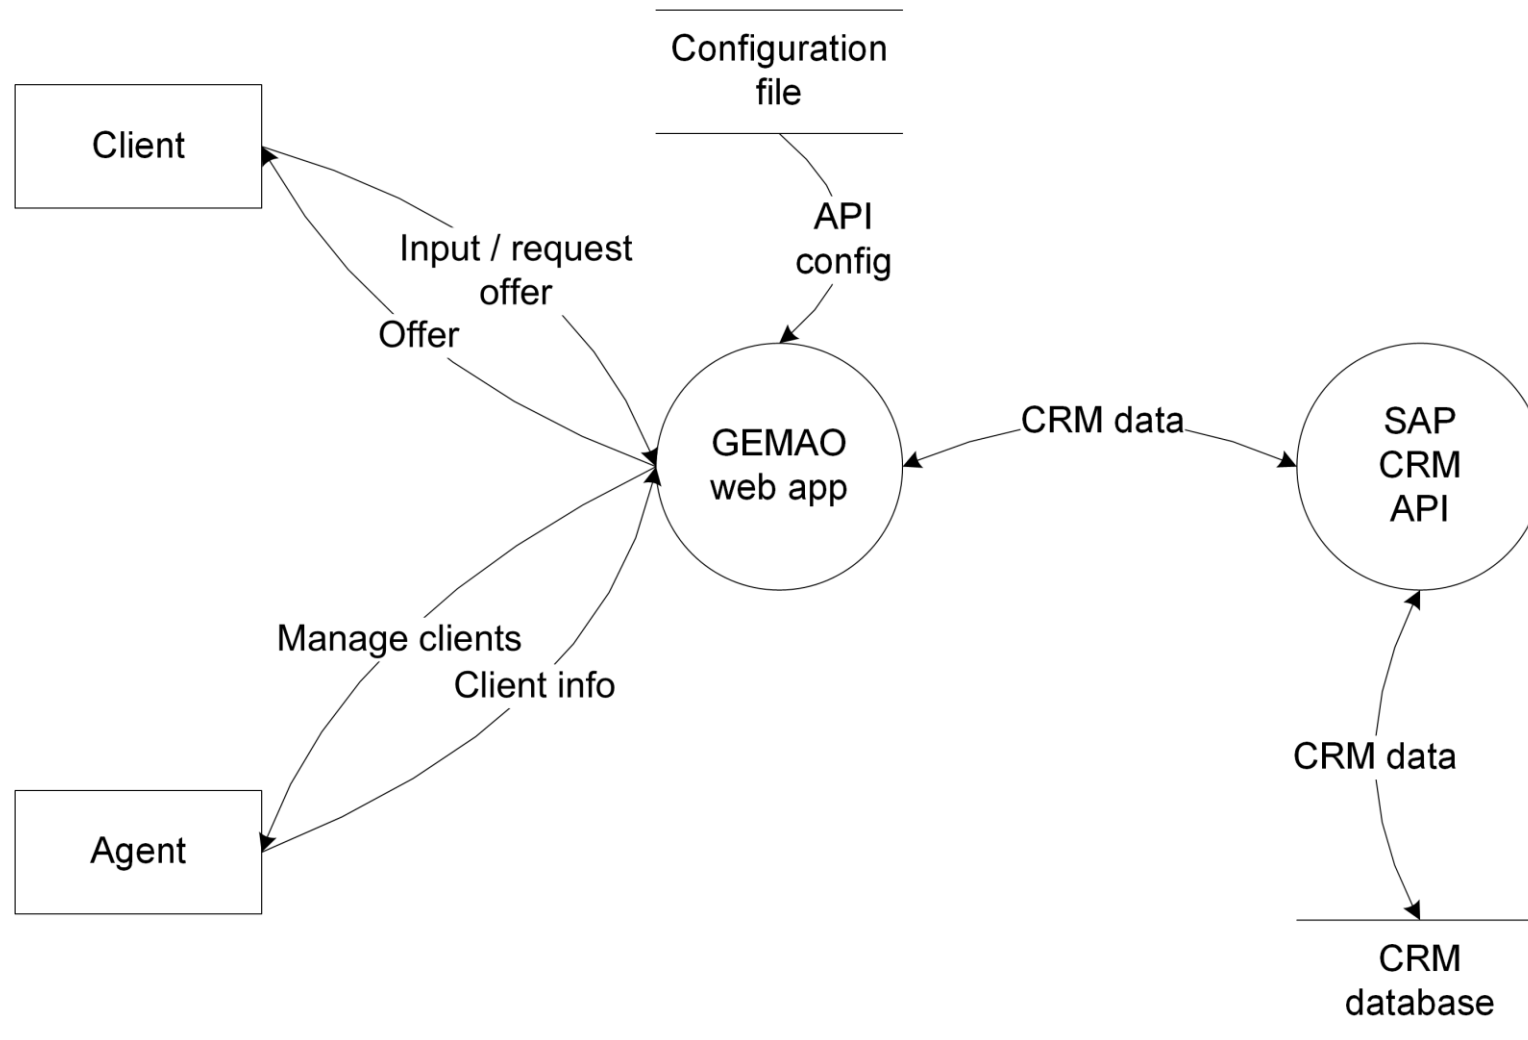 Configuration
file
Client
API
config
Input / request
offer
Offer
GEMAO
web app
CRM data
SAP
CRM
API
Manage clients
Client info
CRM data
Agent
CRM
database